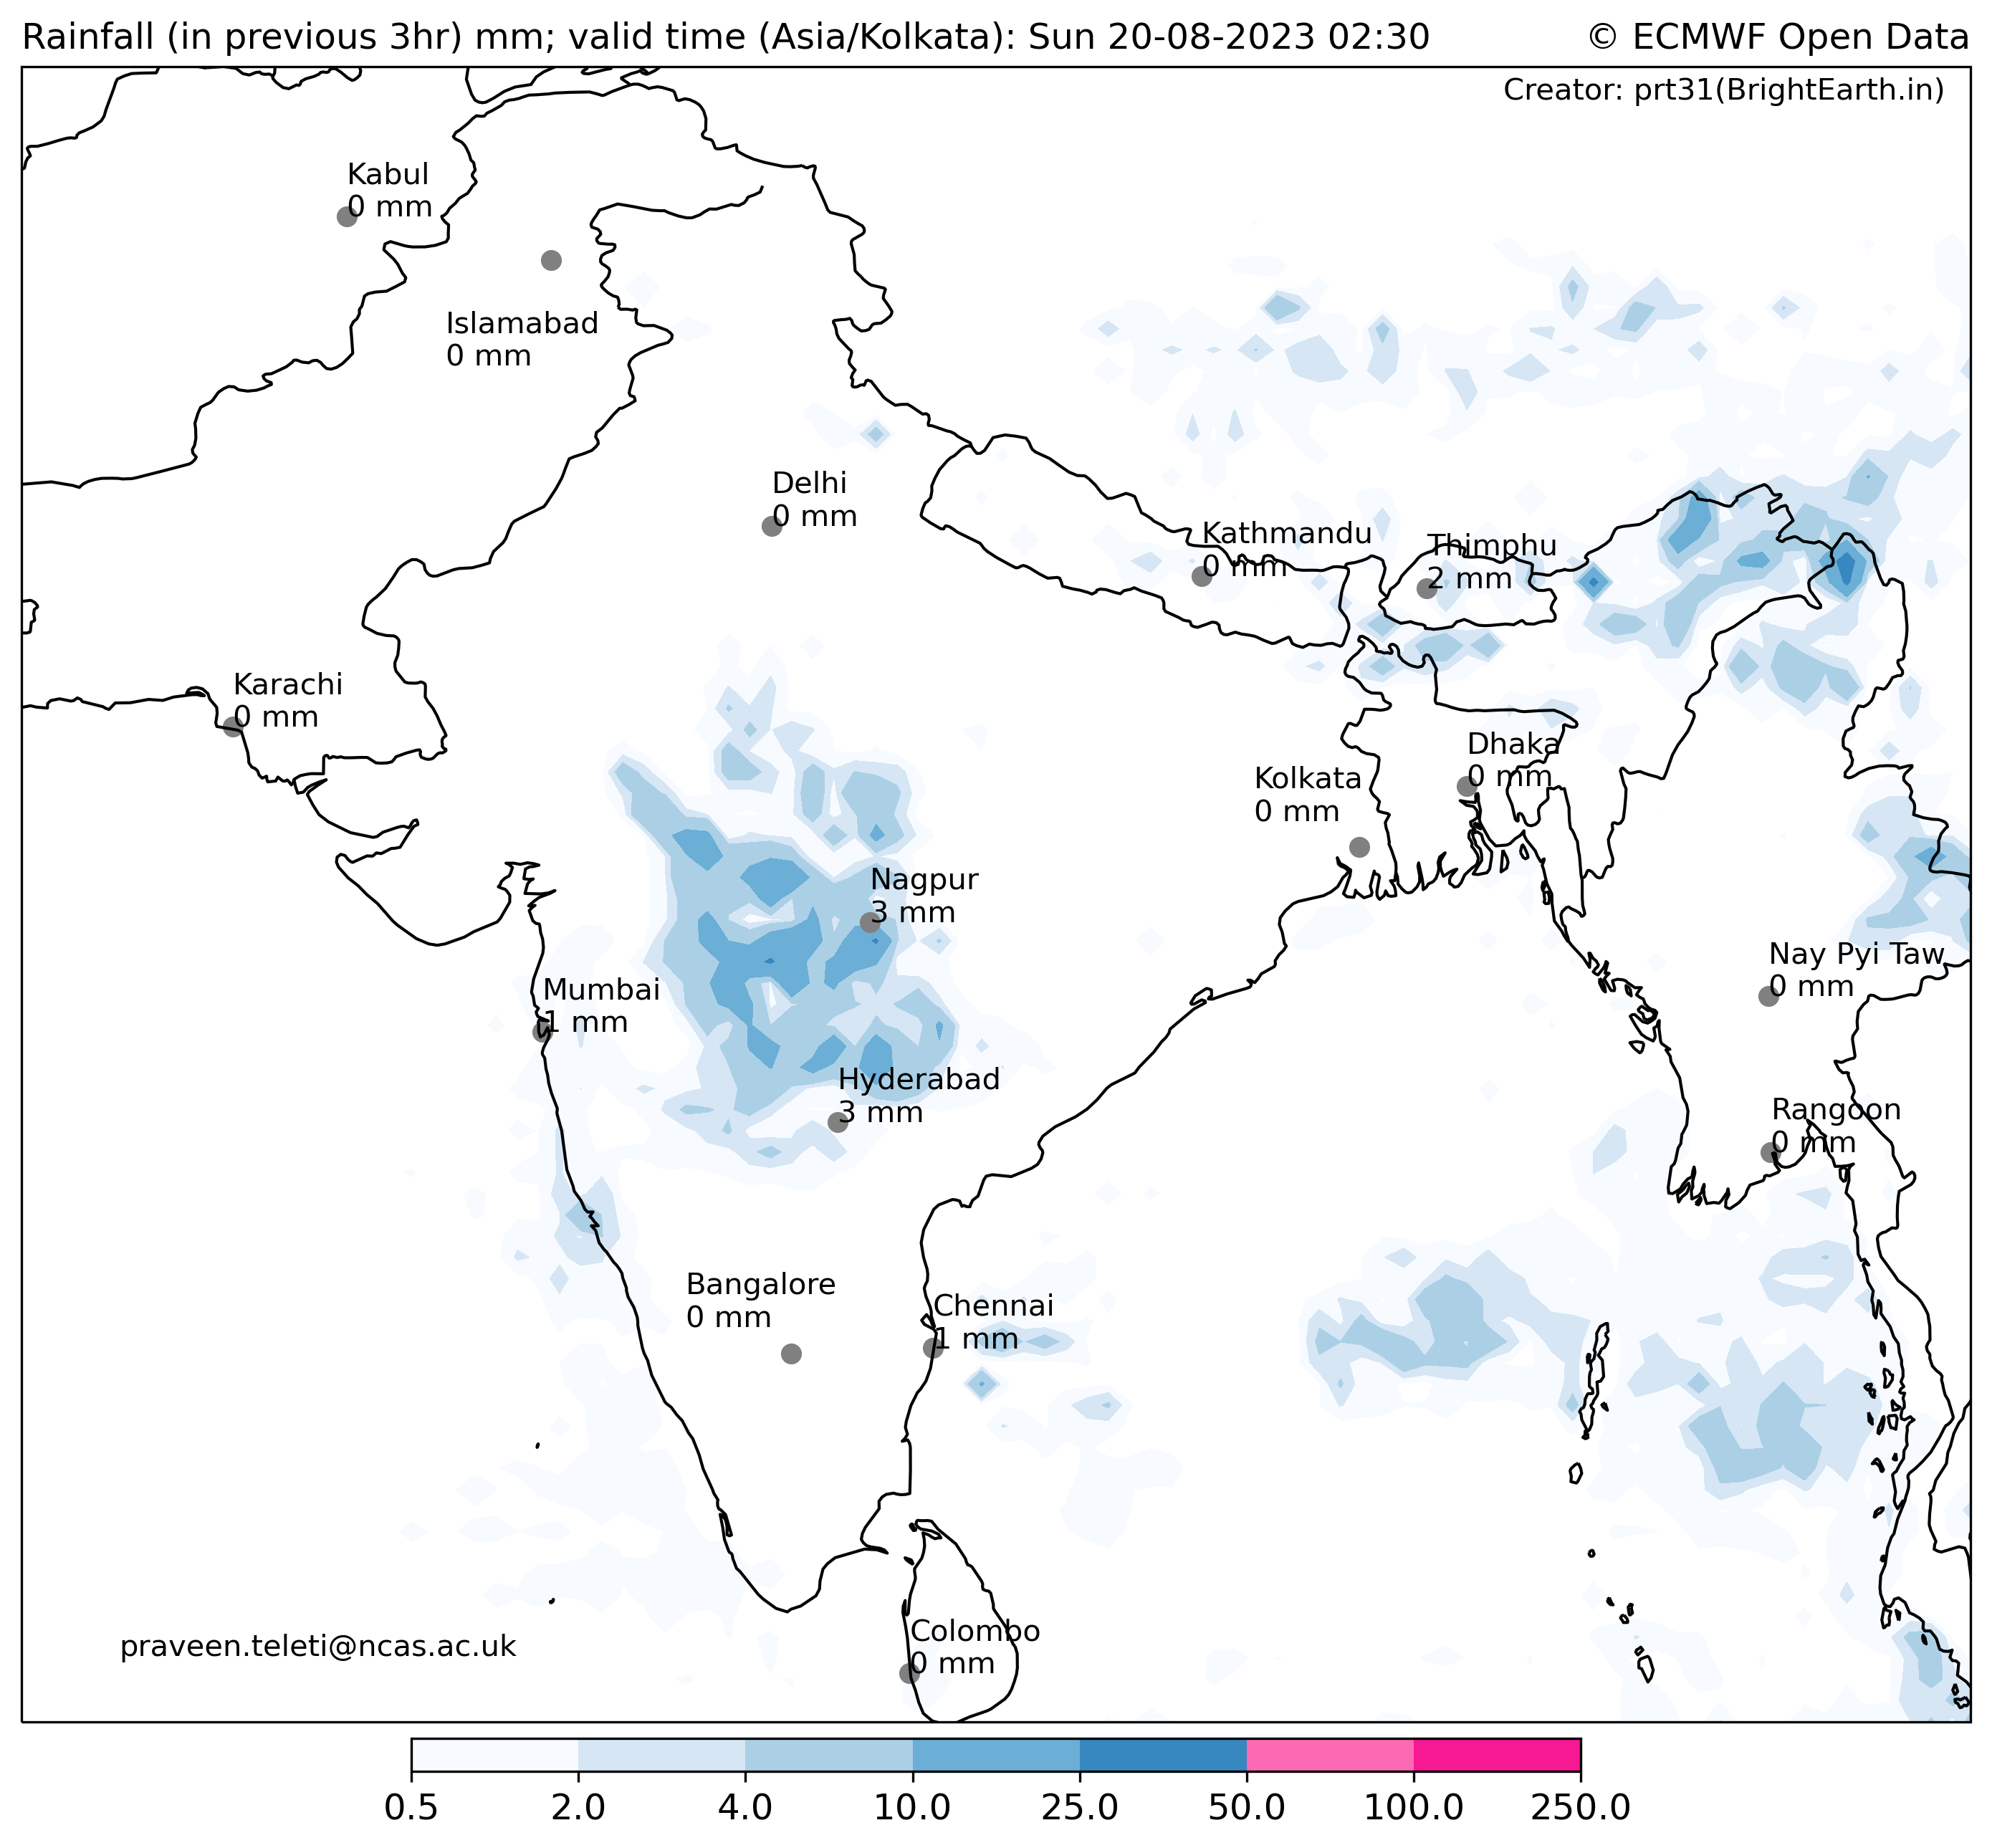 Rainfall (in previous 3hr) mm; valid time (Asia/Kolkata): Sun 20-08-2023 02:30
© ECMWF Open Data
Creator: prt31(BrightEarth.in)
Kabul
0 mm
Islamabad
0 mm
Delhi
0 mm
Kathmandu
0 mm
Thimphu
2 mm
Karachi
0 mm
Dhaka
0 mm
Kolkata
0 mm
Nagpur
3 mm
Nay Pyi Taw
0 mm
Mumbai
1 mm
Hyderabad
3 mm
Rangoon
0 mm
Bangalore
0 mm
Chennai
1 mm
Colombo
0 mm
praveen.teleti@ncas.ac.uk
0.5 2.0 4.0 10.0 25.0 50.0 100.0 250.0